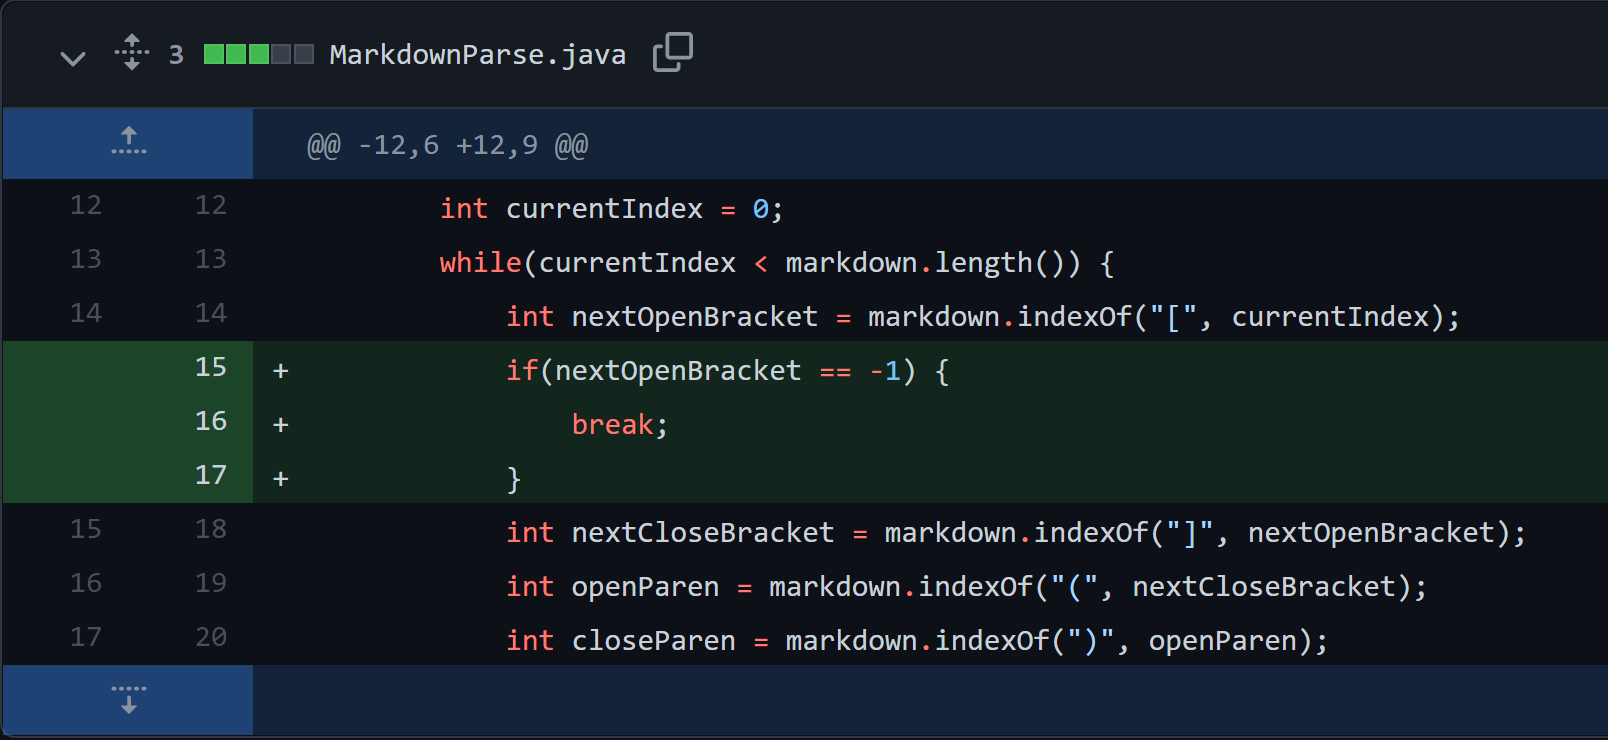 3 MarkdownParse.java
@@ -12,6 +12,9 @@
12 12 int currentIndex = 0;
13 13 while(currentIndex < markdown.length()) {
14 14 int nextOpenBracket = markdown.indexOf("[", currentIndex);
15 + if(nextOpenBracket == -1) {
16 + break;
17 + }
15 18 int nextCloseBracket = markdown.indexOf("]", nextOpenBracket);
16 19 int openParen = markdown.indexOf("(", nextCloseBracket);
17 20 int closeParen = markdown.indexOf(")", openParen);